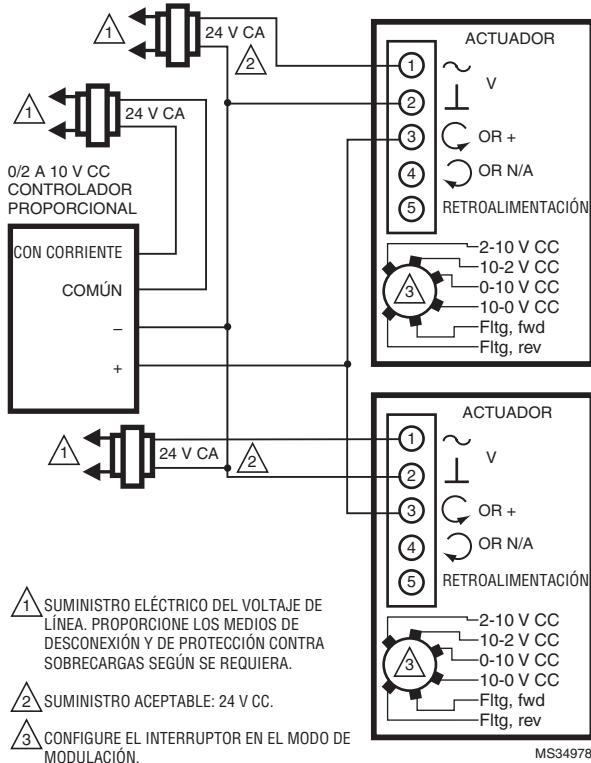 1
24 V CA
2
1
24 V CA
0/2 A 10 V CC
CONTROLADOR
PROPORCIONAL
CON CORRIENTE
COMÚN
–
+
ACTUADOR
1
V
2
3 OR +
4 OR N/A
5 RETROALIMENTACIÓN
2-10 V CC
10-2 V CC
0-10 V CC
10-0 V CC
Fltg, fwd
Fltg, rev
3
1
24 V CA
2
ACTUADOR
1
V
2
3 OR +
4 OR N/A
5 RETROALIMENTACIÓN
2-10 V CC
10-2 V CC
0-10 V CC
10-0 V CC
Fltg, fwd
Fltg, rev
3
1 SUMINISTRO ELÉCTRICO DEL VOLTAJE DE
LÍNEA. PROPORCIONE LOS MEDIOS DE
DESCONEXIÓN Y DE PROTECCIÓN CONTRA
SOBRECARGAS SEGÚN SE REQUIERA.
2 SUMINISTRO ACEPTABLE: 24 V CC.
3 CONFIGURE EL INTERRUPTOR EN EL MODO DE
MODULACIÓN.
MS34978